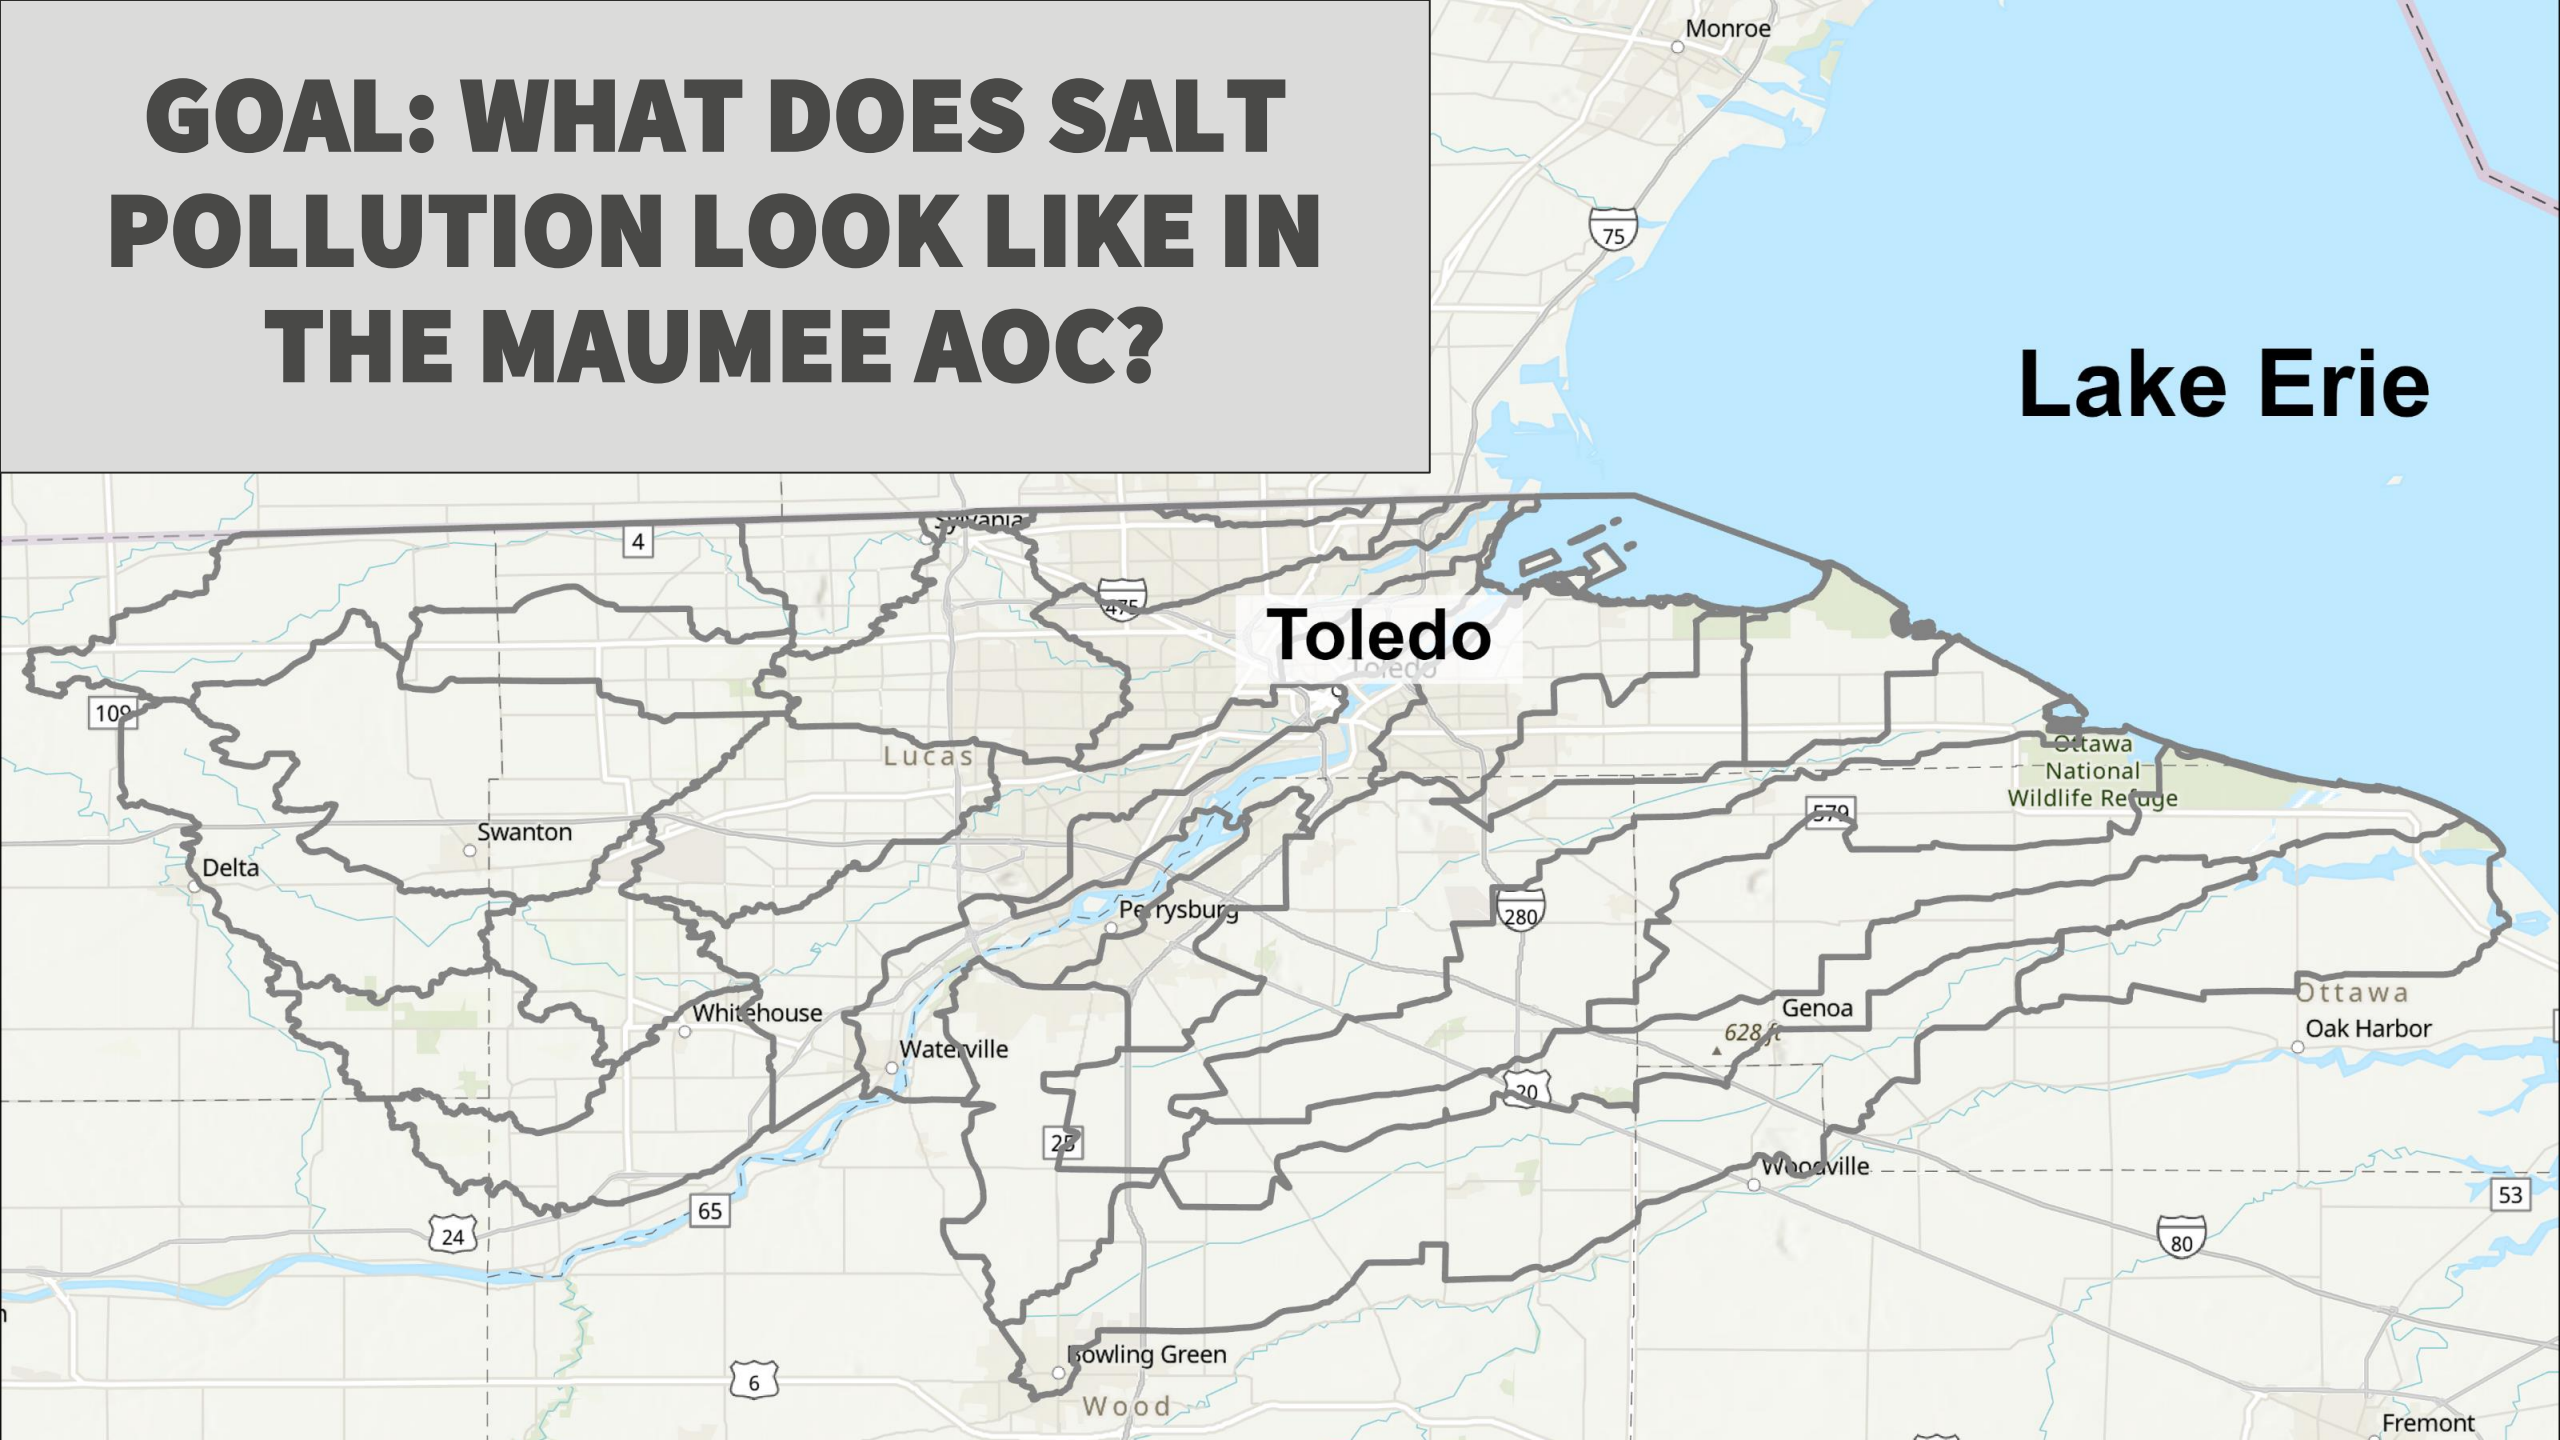 GOAL: WHAT DOES SALT
POLLUTION LOOK LIKE IN
THE MAUMEE AOC?
Monroe
75
Lake Erie
Sylvania
4
475
Toledo
Toledo
109
Lucas
Ottawa
National
Wildlife Refuge
579
Swanton
Delta
Perrysburg
280
Ottawa
Genoa
Whitehouse
628 ft
Oak Harbor
Waterville
20
25
Woodville
53
65
24
80
6
Bowling Green
Wood
Fremont